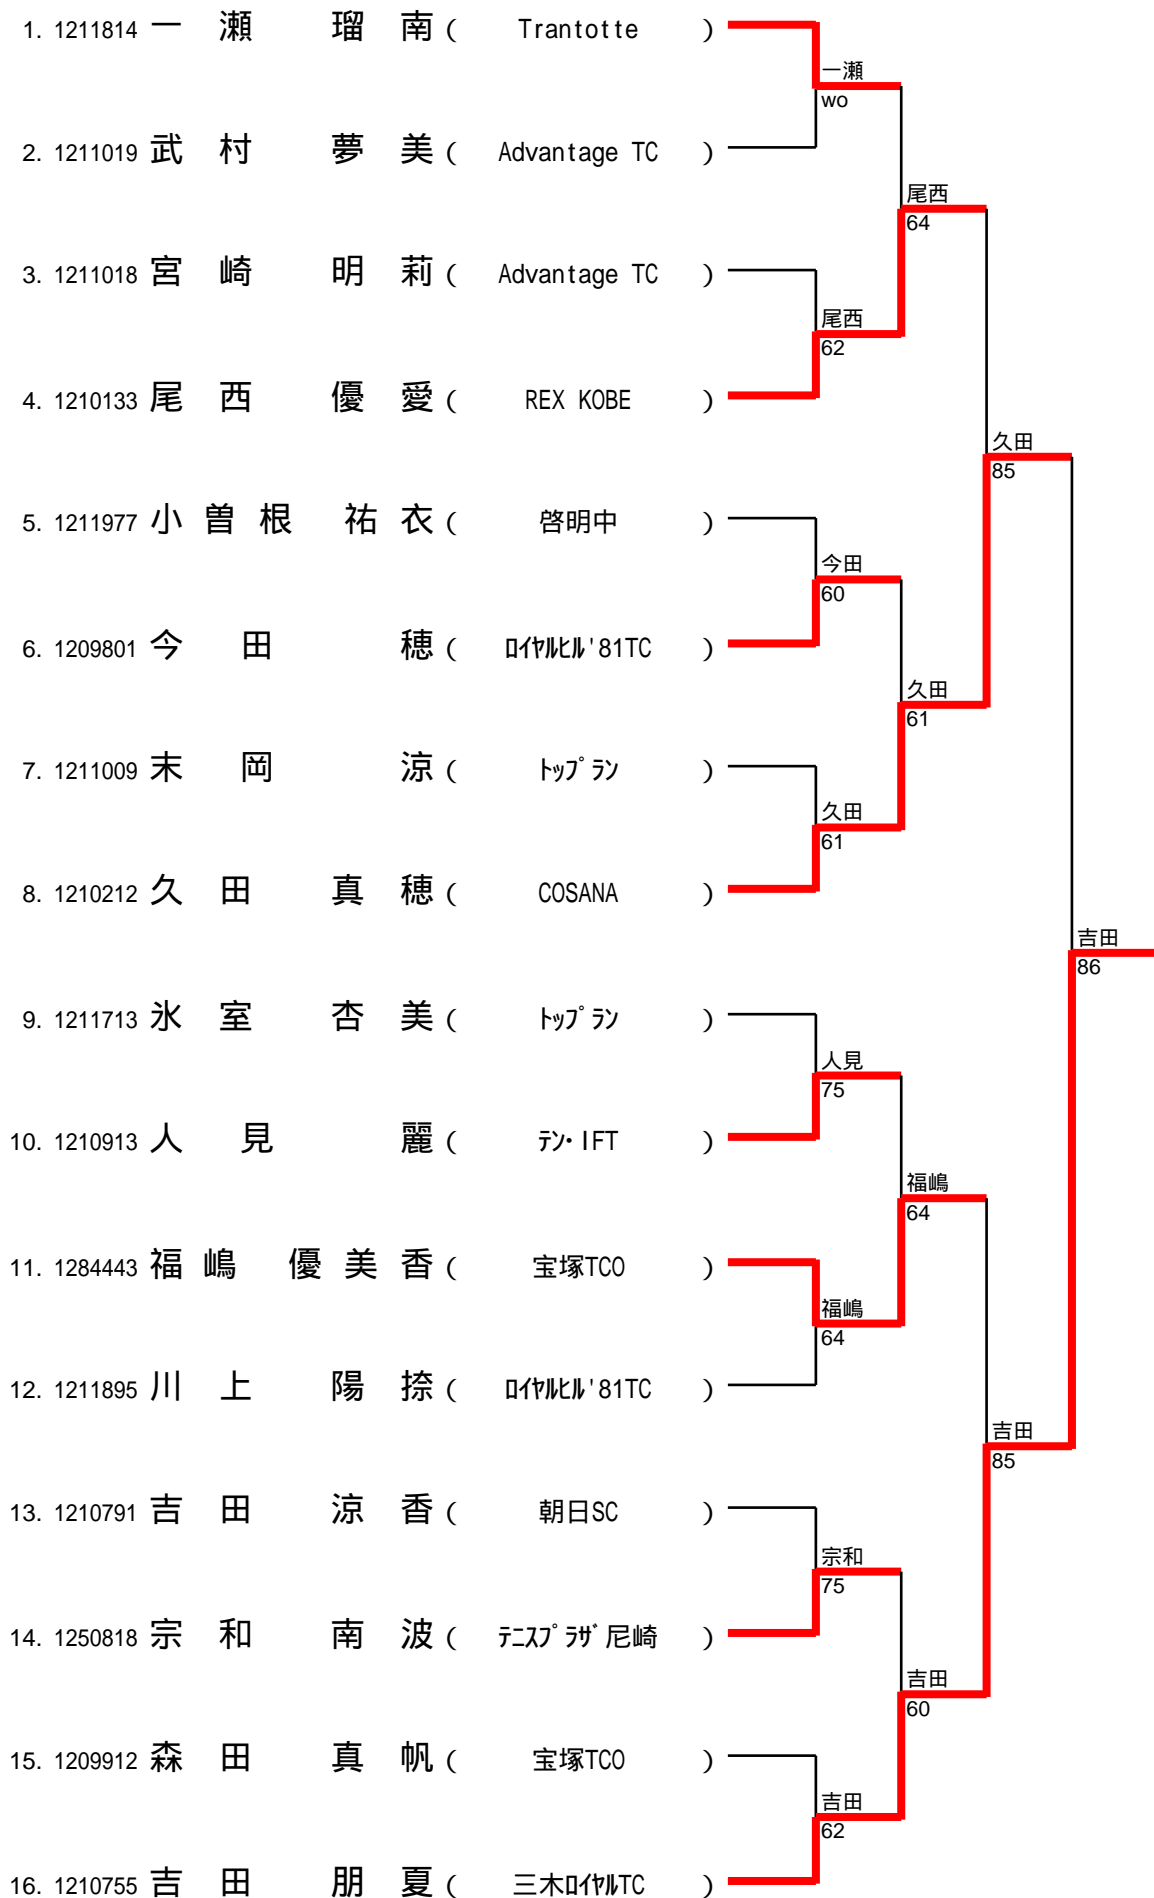 1. 1211814 一瀬 瑠南 ( Trantotte )
一瀬
wo
2. 1211019 武村 夢美 ( Advantage TC )
尾西
64
3. 1211018 宮崎 明莉 ( Advantage TC )
尾西
62
4. 1210133 尾西 優愛 ( REX KOBE )
久田
85
5. 1211977 小曽根 祐衣 ( 啓明中 )
今田
60
6. 1209801 今田 穂 ( ﾛｲﾔﾙﾋﾙ'81TC )
久田
61
7. 1211009 末岡 涼 ( ﾄｯﾌﾟﾗﾝ )
久田
61
8. 1210212 久田 真穂 ( COSANA )
吉田
86
9. 1211713 氷室 杏美 ( ﾄｯﾌﾟﾗﾝ )
人見
75
10. 1210913 人見 麗 ( ﾃﾝ･IFT )
福嶋
64
11. 1284443 福嶋 優美香 ( 宝塚TCO )
福嶋
64
12. 1211895 川上 陽捺 ( ﾛｲﾔﾙﾋﾙ'81TC )
吉田
85
13. 1210791 吉田 涼香 ( 朝日SC )
宗和
75
14. 1250818 宗和 南波 ( ﾃﾆｽﾌﾟﾗｻﾞ尼崎 )
吉田
60
15. 1209912 森田 真帆 ( 宝塚TCO )
吉田
62
16. 1210755 吉田 朋夏 ( 三木ﾛｲﾔﾙTC )